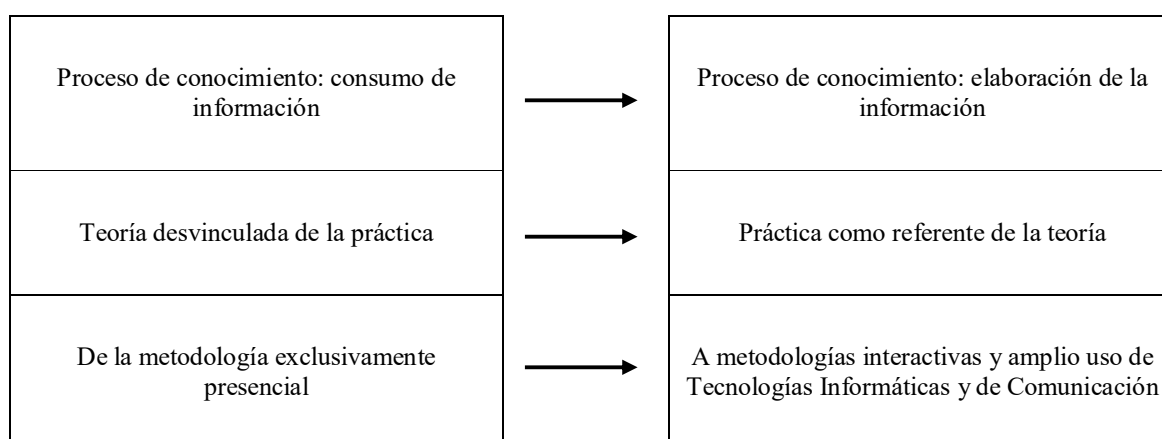 Proceso de conocimiento: consumo de
información
Proceso de conocimiento: elaboración de la
información
Teoría desvinculada de la práctica
Práctica como referente de la teoría
De la metodología exclusivamente
presencial
A metodologías interactivas y amplio uso de
Tecnologías Informáticas y de Comunicación